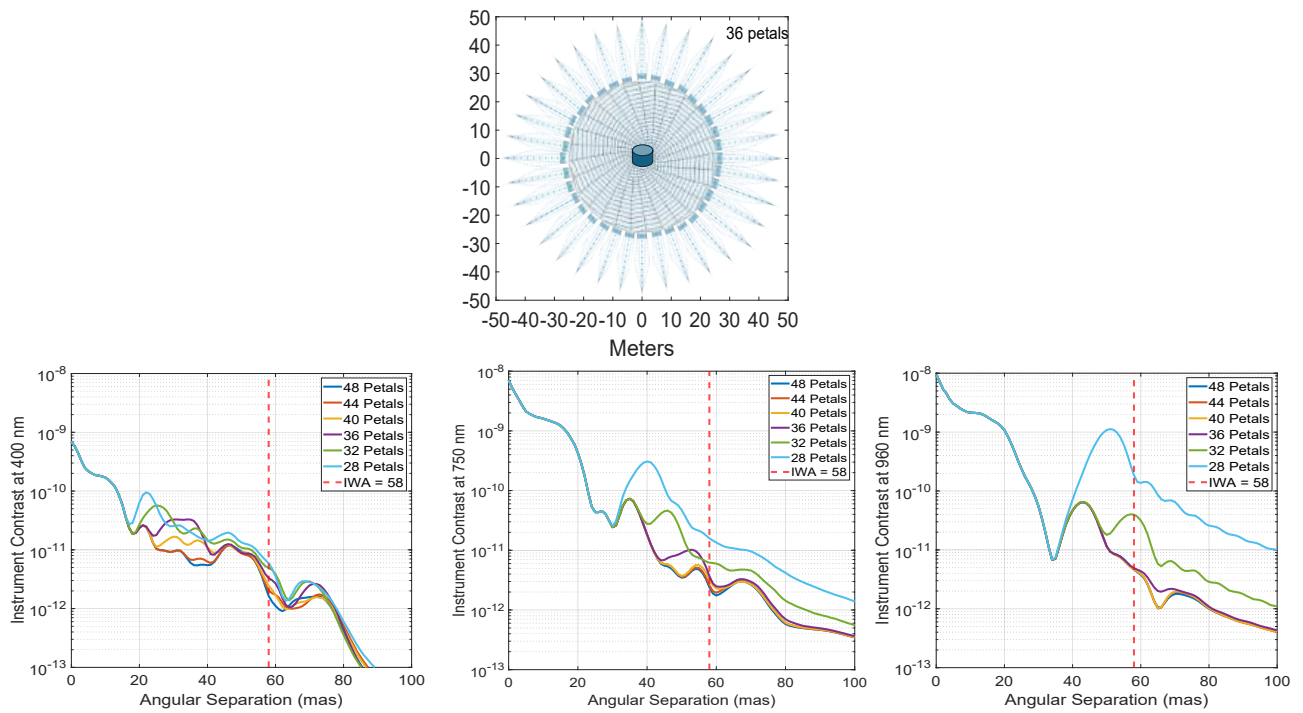 36 petals
50
40
30
20
10
0
-10
-20
-30
-40
-50
-50 -40 -30 -20 -10 0 10 20 30 40 50
Meters
Instrument Contrast at 400 nm
10⁻⁸
10⁻⁹
10⁻¹⁰
10⁻¹¹
10⁻¹²
10⁻¹³
48 Petals
44 Petals
40 Petals
36 Petals
32 Petals
28 Petals
IWA = 58
0 20 40 60 80 100
Angular Separation (mas)
Instrument Contrast at 750 nm
10⁻⁸
10⁻⁹
10⁻¹⁰
10⁻¹¹
10⁻¹²
10⁻¹³
48 Petals
44 Petals
40 Petals
36 Petals
32 Petals
28 Petals
IWA = 58
0 20 40 60 80 100
Angular Separation (mas)
Instrument Contrast at 960 nm
10⁻⁸
10⁻⁹
10⁻¹⁰
10⁻¹¹
10⁻¹²
10⁻¹³
48 Petals
44 Petals
40 Petals
36 Petals
32 Petals
28 Petals
IWA = 58
0 20 40 60 80 100
Angular Separation (mas)